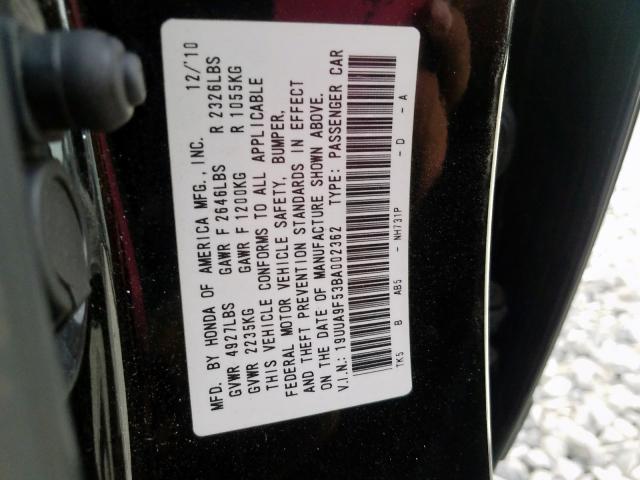 MFD. BY HONDA OF AMERICA MFG., INC. 12/'10
GVWR 4927LBS GAWR F 2646LBS R 2326LBS
GVWR 2235KG GAWR F 1200KG R 1055KG
THIS VEHICLE CONFORMS TO ALL APPLICABLE
FEDERAL MOTOR VEHICLE SAFETY, BUMPER,
AND THEFT PREVENTION STANDARDS IN EFFECT
ON THE DATE OF MANUFACTURE SHOWN ABOVE.
V.I.N.: 19UUA9F53BA002362 TYPE: PASSENGER CAR
TK5 B AB5 - NH731P - D - A